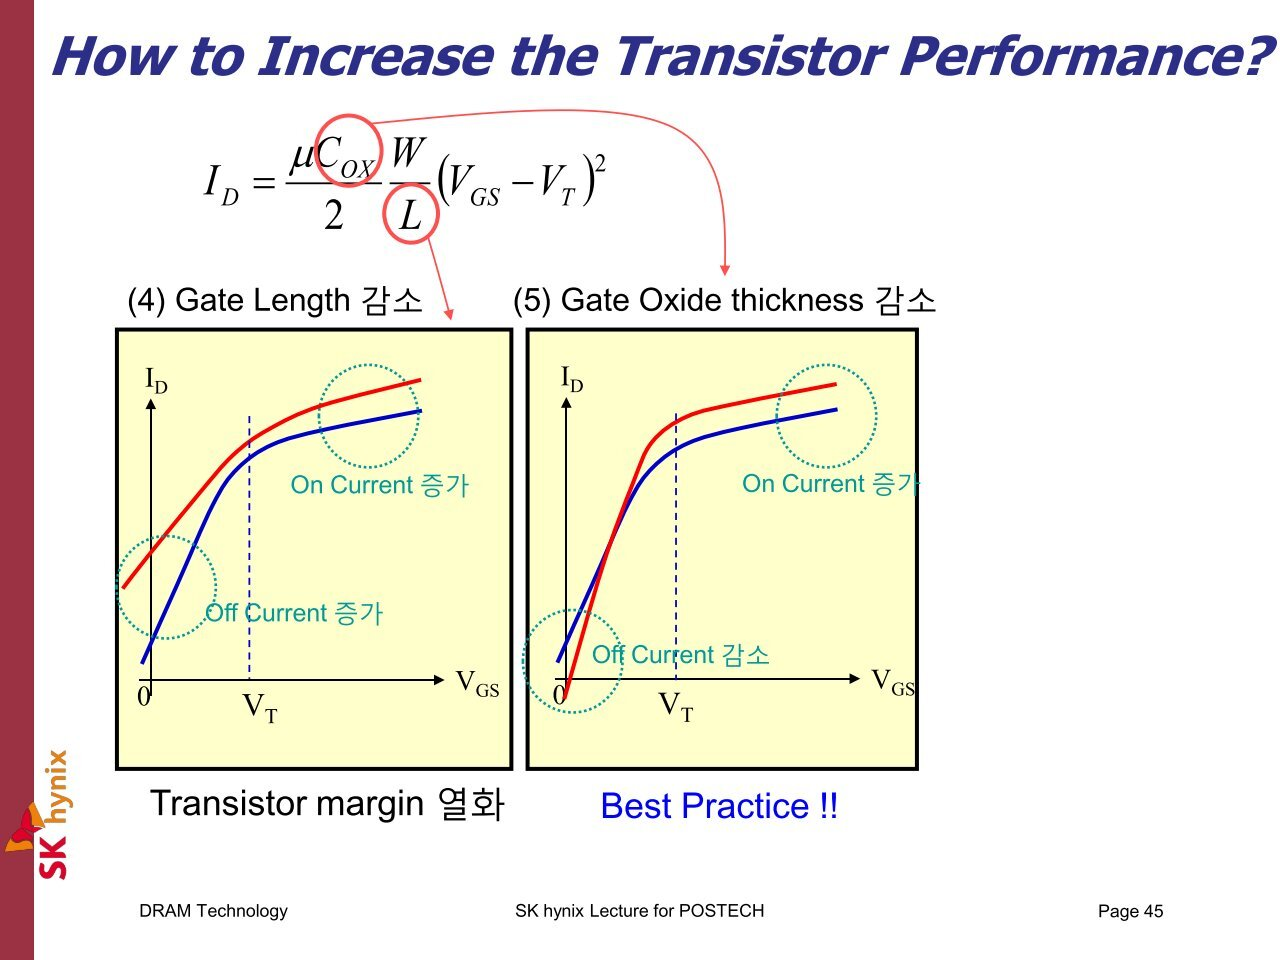 How to Increase the Transistor Performance?
I_D = μC_OX/2 W/L (V_GS − V_T)^2
(4) Gate Length 감소
(5) Gate Oxide thickness 감소
I_D
On Current 증가
Off Current 증가
0
V_T
V_GS
I_D
On Current 증가
Off Current 감소
0
V_T
V_GS
Transistor margin 열화
Best Practice !!
SK hynix
DRAM Technology
SK hynix Lecture for POSTECH
Page 45